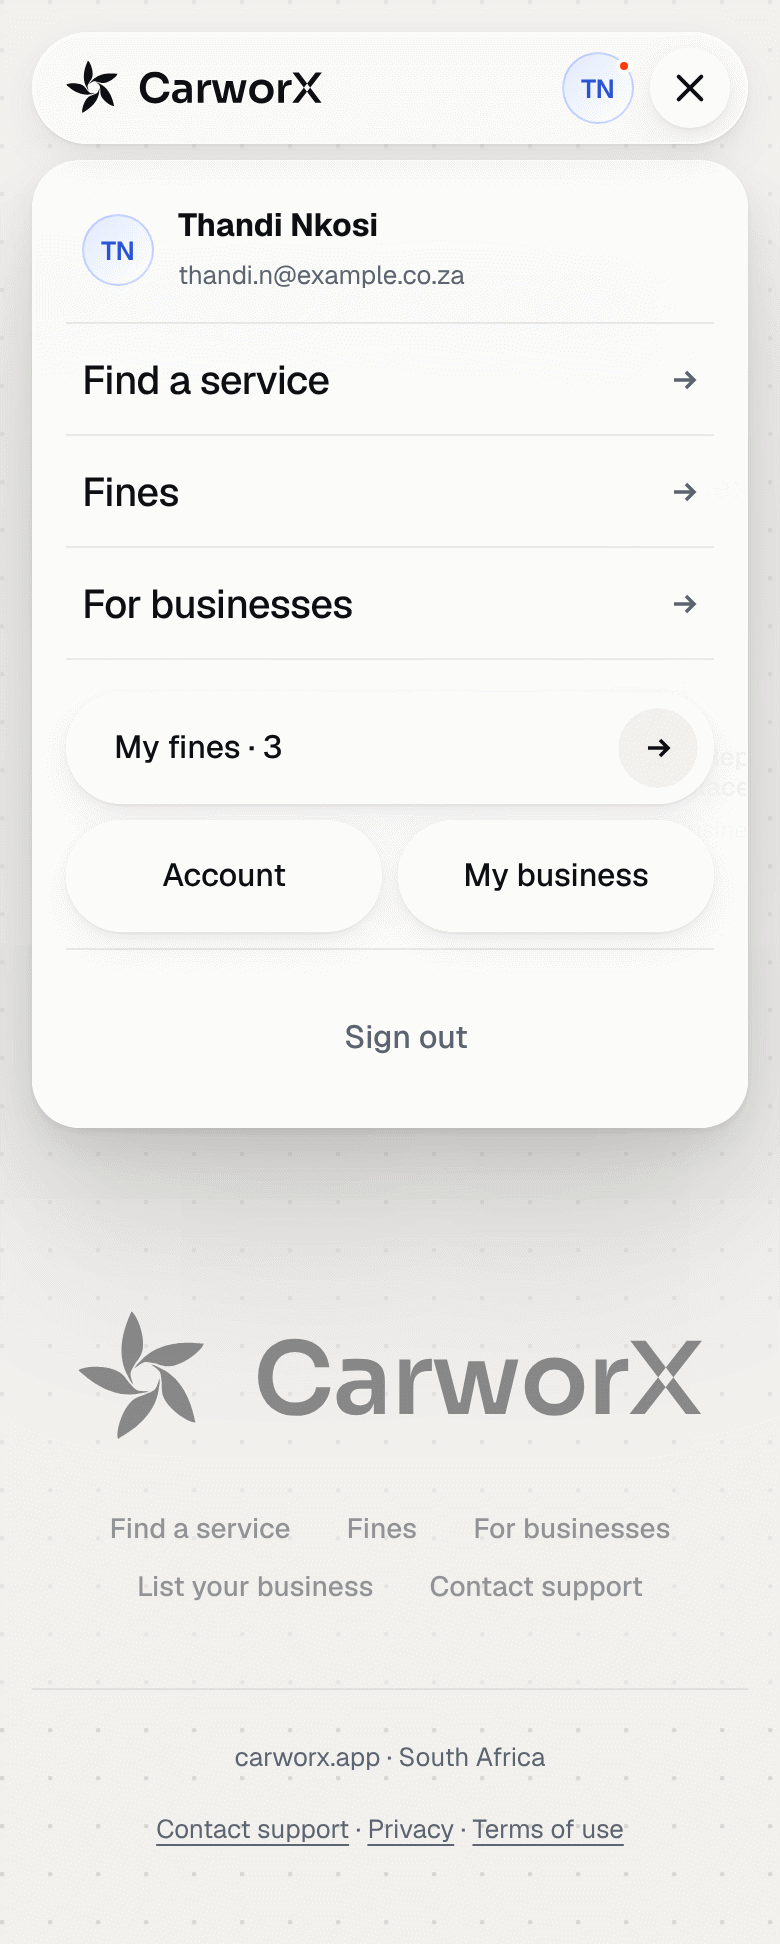 CarworX
TN
TN
Thandi Nkosi
thandi.n@example.co.za
Find a service
Fines
For businesses
My fines · 3
Account
My business
Sign out
CarworX
Find a service
Fines
For businesses
List your business
Contact support
carworx.app · South Africa
Contact support · Privacy · Terms of use